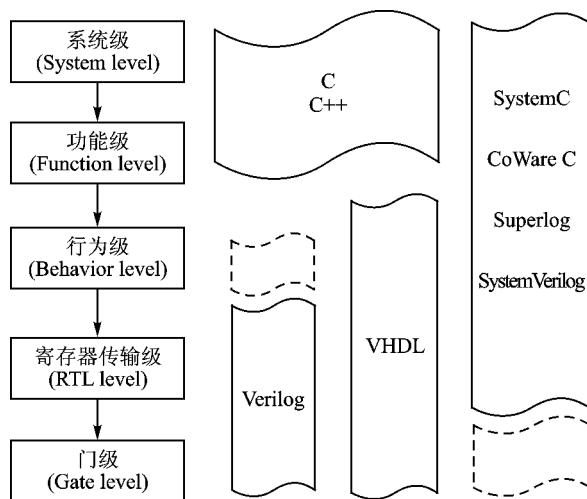 系统级
(System level)
功能级
(Function level)
行为级
(Behavior level)
寄存器传输级
(RTL level)
门级
(Gate level)
C
C++
Verilog
VHDL
SystemC
CoWare C
Superlog
SystemVerilog